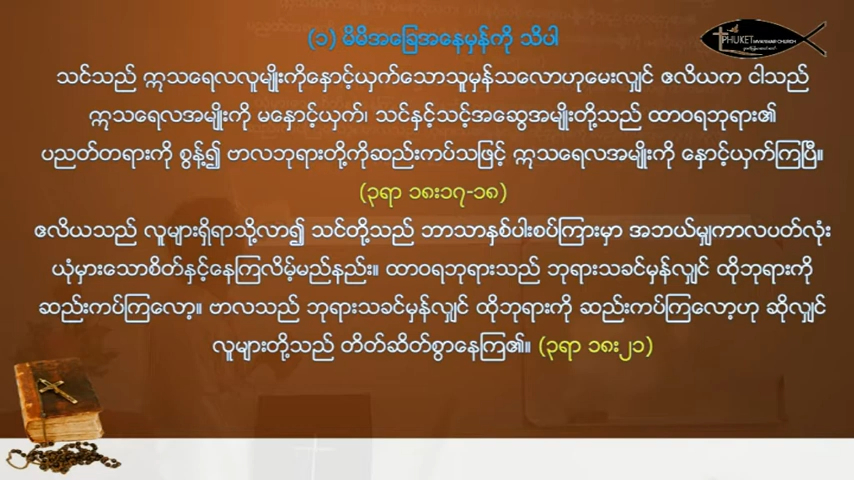 (၁) မိမိအခြေအနေမှန်ကို သိပါ
PHUKET
MYANMAR CHURCH
သင်သည် ဣသရေလလူမျိုးကိုနှောင့်ယှက်သောသူမှန်သလောဟုမေးလျှင် ဧလိယက ငါသည်
ဣသရေလအမျိုးကို မနှောင့်ယှက်၊ သင်နှင့်သင့်အဆွေအမျိုးတို့သည် ထာဝရဘုရား၏
ပညတ်တရားကို စွန့်၍ ဗာလဘုရားတို့ကိုဆည်းကပ်သဖြင့် ဣသရေလအမျိုးကို နှောင့်ယှက်ကြပြီ။
(၃ရာ ၁၈း၁၇-၁၈)
ဧလိယသည် လူများရှိရာသို့လာ၍ သင်တို့သည် ဘာသာနှစ်ပါးစပ်ကြားမှာ အဘယ်မျှကာလပတ်လုံး
ယုံမှားသောစိတ်နှင့်နေကြလိမ့်မည်နည်း။ ထာဝရဘုရားသည် ဘုရားသခင်မှန်လျှင် ထိုဘုရားကို
ဆည်းကပ်ကြလော့။ ဗာလသည် ဘုရားသခင်မှန်လျှင် ထိုဘုရားကို ဆည်းကပ်ကြလော့ဟု ဆိုလျှင်
လူများတို့သည် တိတ်ဆိတ်စွာနေကြ၏။ (၃ရာ ၁၈း၂၁)